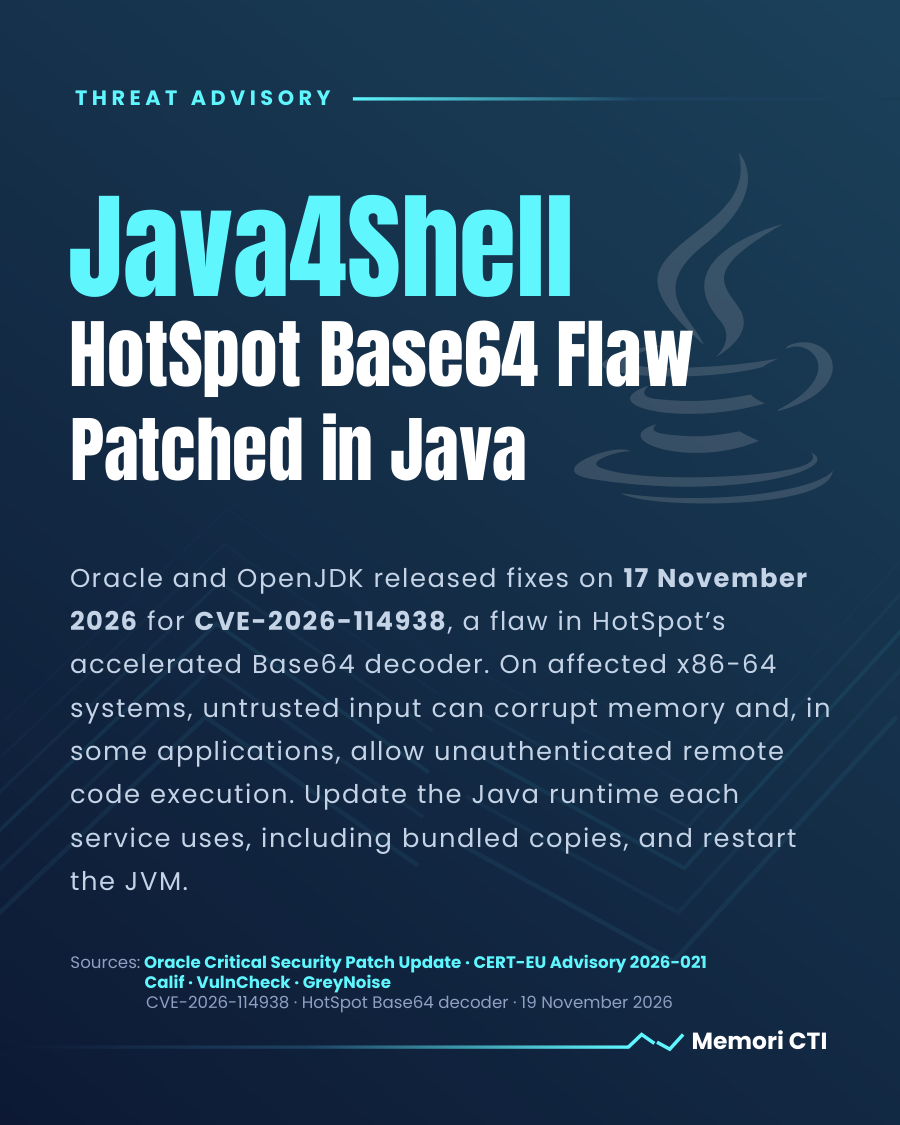 THREAT ADVISORY
Java4Shell
HotSpot Base64 Flaw
Patched in Java
Oracle and OpenJDK released fixes on 17 November
2026 for CVE-2026-114938, a flaw in HotSpot’s
accelerated Base64 decoder. On affected x86-64
systems, untrusted input can corrupt memory and, in
some applications, allow unauthenticated remote
code execution. Update the Java runtime each
service uses, including bundled copies, and restart
the JVM.
Sources: Oracle Critical Security Patch Update · CERT-EU Advisory 2026-021
Calif · VulnCheck · GreyNoise
CVE-2026-114938 · HotSpot Base64 decoder · 19 November 2026
Memori CTI